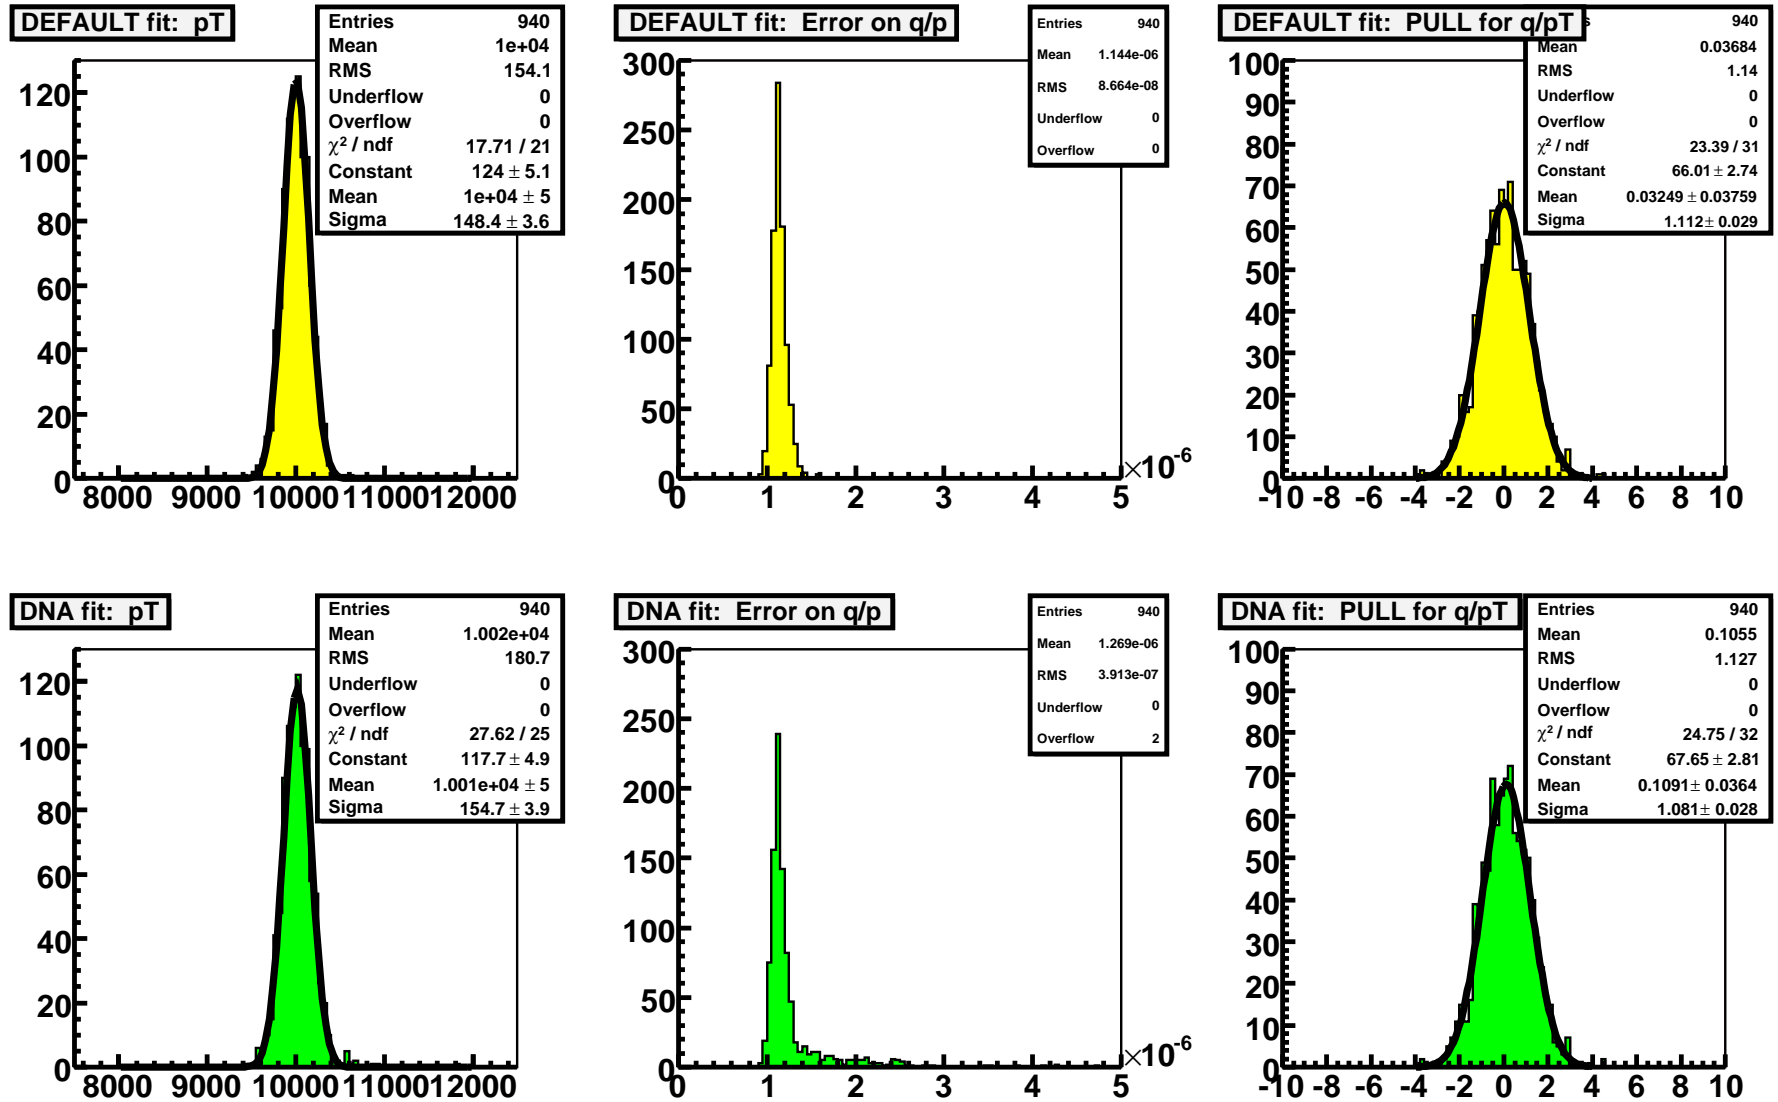 DEFAULT fit:  pT
Entries 940
Mean 1e+04
RMS 154.1
Underflow 0
Overflow 0
χ² / ndf 17.71 / 21
Constant 124 ± 5.1
Mean 1e+04 ± 5
Sigma 148.4 ± 3.6
120
100
80
60
40
20
0
8000 9000 10000 11000 12000
DEFAULT fit:  Error on q/p
Entries 940
Mean 1.144e-06
RMS 8.664e-08
Underflow 0
Overflow 0
300
250
200
150
100
50
0
0 1 2 3 4 5
×10⁻⁶
DEFAULT fit:  PULL for q/pT
s 940
Mean 0.03684
RMS 1.14
Underflow 0
Overflow 0
χ² / ndf 23.39 / 31
Constant 66.01 ± 2.74
Mean 0.03249 ± 0.03759
Sigma 1.112 ± 0.029
100
90
80
70
60
50
40
30
20
10
0
-10 -8 -6 -4 -2 0 2 4 6 8 10
DNA fit:  pT
Entries 940
Mean 1.002e+04
RMS 180.7
Underflow 0
Overflow 0
χ² / ndf 27.62 / 25
Constant 117.7 ± 4.9
Mean 1.001e+04 ± 5
Sigma 154.7 ± 3.9
120
100
80
60
40
20
0
8000 9000 10000 11000 12000
DNA fit:  Error on q/p
Entries 940
Mean 1.269e-06
RMS 3.913e-07
Underflow 0
Overflow 2
300
250
200
150
100
50
0
0 1 2 3 4 5
×10⁻⁶
DNA fit:  PULL for q/pT
Entries 940
Mean 0.1055
RMS 1.127
Underflow 0
Overflow 0
χ² / ndf 24.75 / 32
Constant 67.65 ± 2.81
Mean 0.1091 ± 0.0364
Sigma 1.081 ± 0.028
100
90
80
70
60
50
40
30
20
10
0
-10 -8 -6 -4 -2 0 2 4 6 8 10